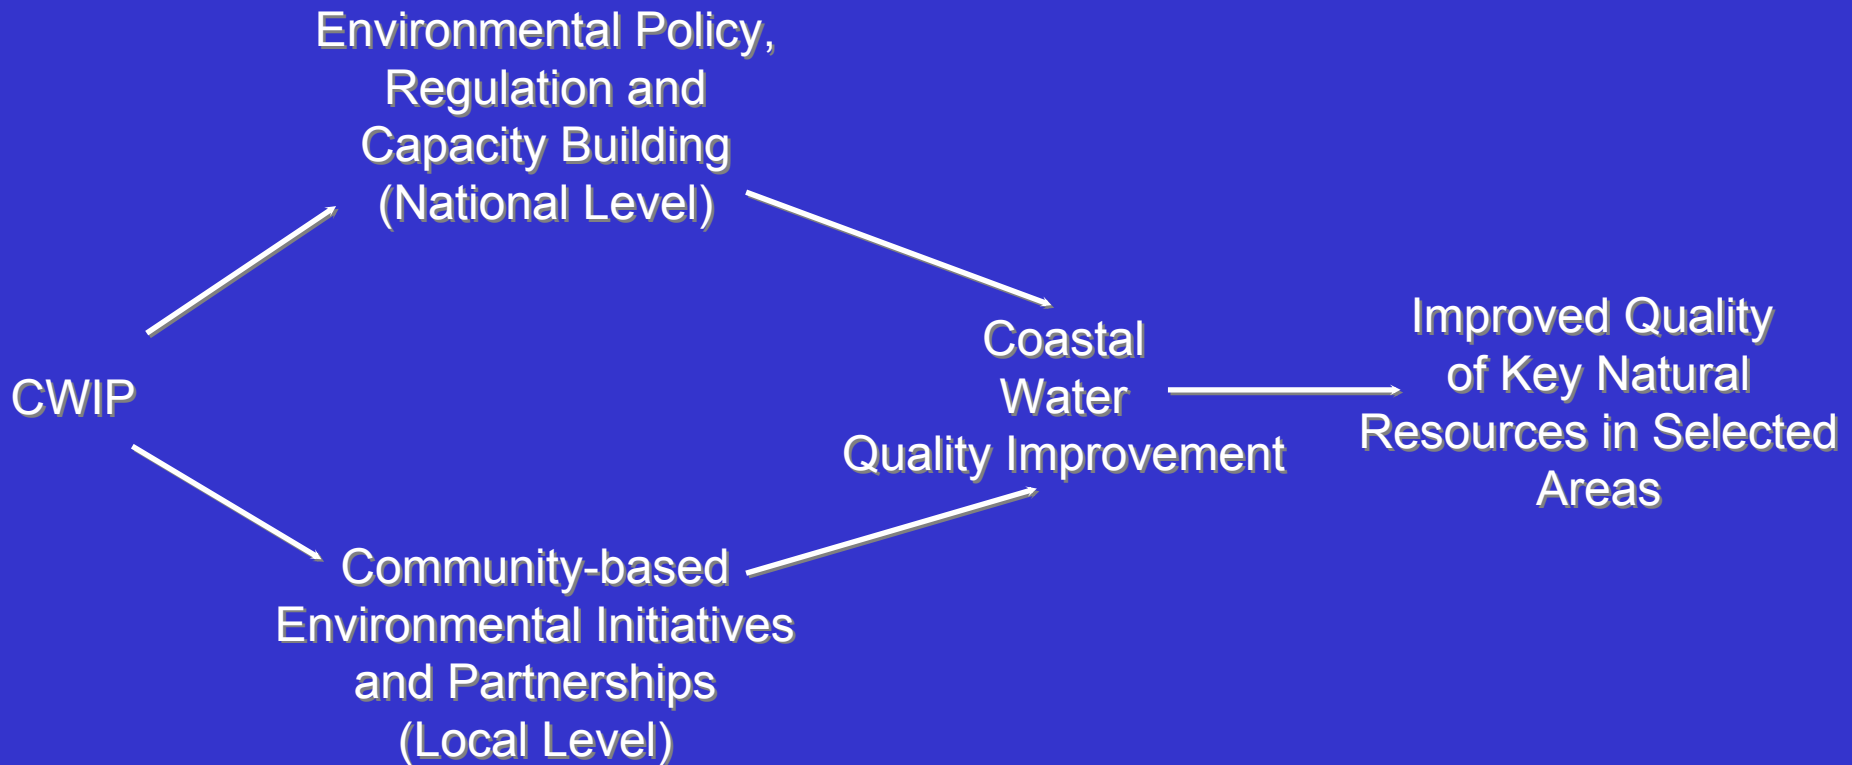 Environmental Policy,
Regulation and
Capacity Building
(National Level)
CWIP
Coastal
Water
Quality Improvement
Improved Quality
of Key Natural
Resources in Selected
Areas
Community-based
Environmental Initiatives
and Partnerships
(Local Level)